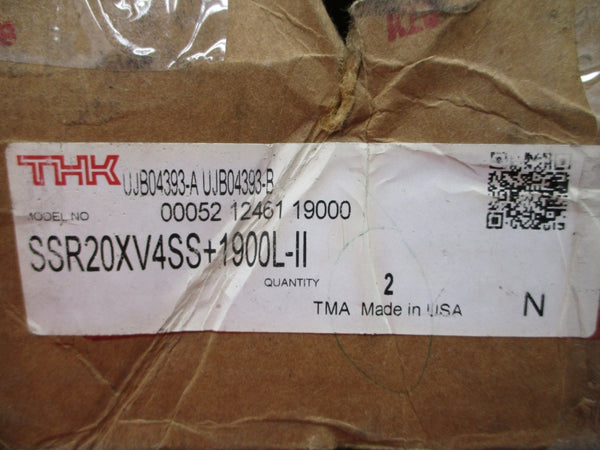 THK UJB04393-A UJB04393-B
MODEL NO 00052 12461 19000
SSR20XV4SS+1900L-II
QUANTITY 2
TMA Made in USA N